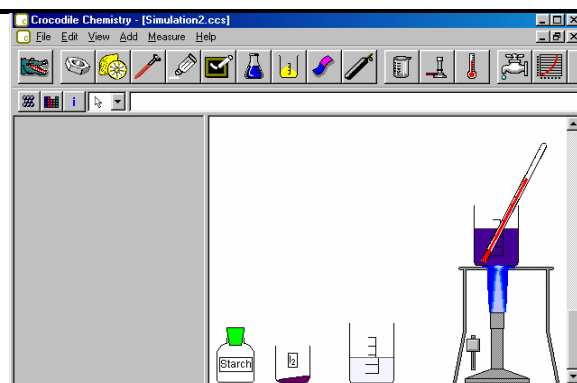 Crocodile Chemistry - [Simulation2.ccs]
File Edit View Add Measure Help
i
Starch
I2